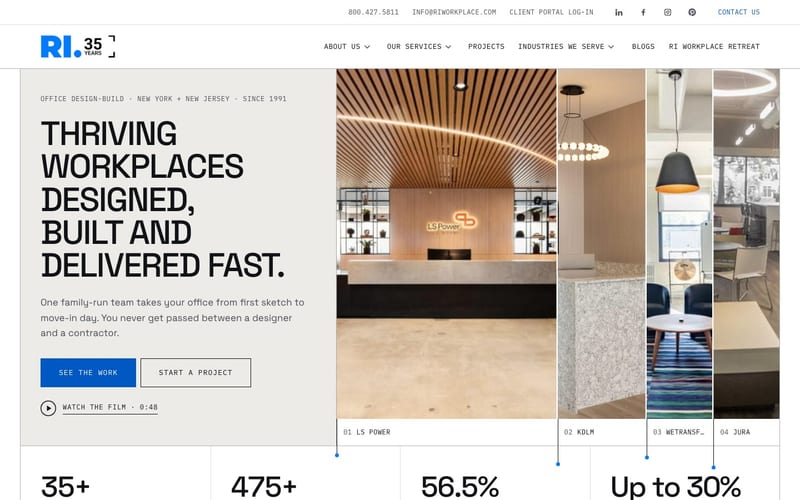 800.427.5811 INFO@RIWORKPLACE.COM CLIENT PORTAL LOG-IN CONTACT US
RI. 35 YEARS
ABOUT US OUR SERVICES PROJECTS INDUSTRIES WE SERVE BLOGS RI WORKPLACE RETREAT
OFFICE DESIGN-BUILD · NEW YORK + NEW JERSEY · SINCE 1991
THRIVING
WORKPLACES
DESIGNED,
BUILT AND
DELIVERED FAST.
One family-run team takes your office from first sketch to
move-in day. You never get passed between a designer
and a contractor.
SEE THE WORK START A PROJECT
WATCH THE FILM · 0:48
LS Power
01 LS POWER 02 KDLM 03 WETRANSF… 04 JURA
35+ 475+ 56.5% Up to 30%